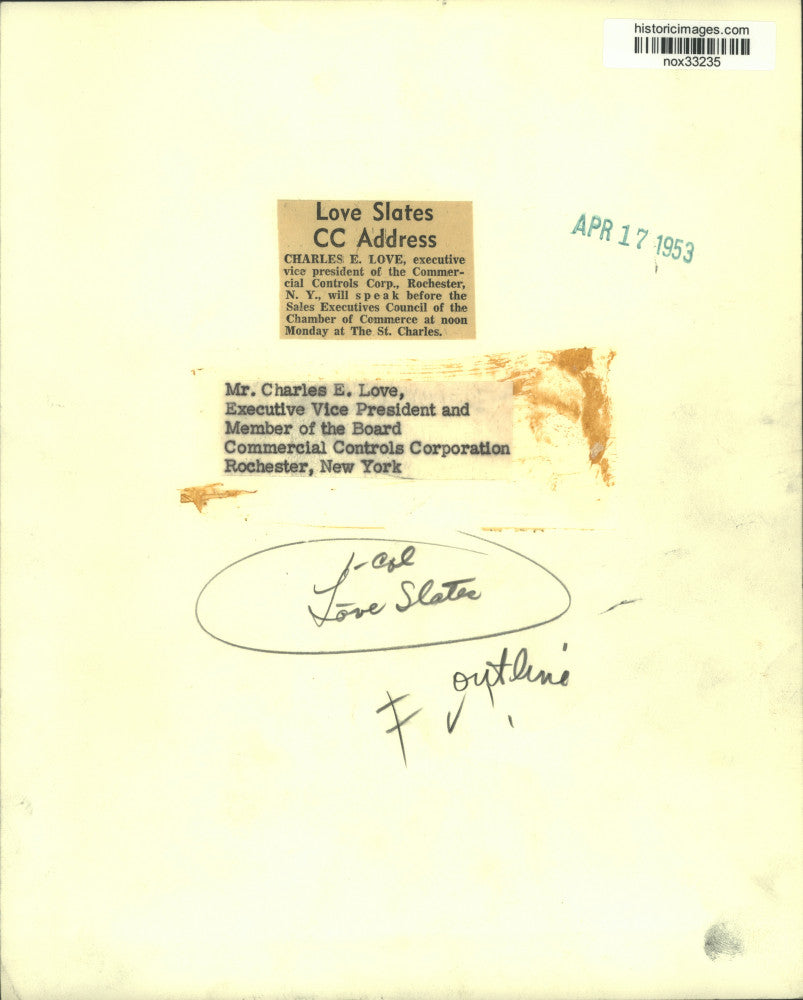 historicimages.com
nox33235
Love Slates
CC Address
CHARLES E. LOVE, executive
vice president of the Commer-
cial Controls Corp., Rochester,
N. Y., will speak before the
Sales Executives Council of the
Chamber of Commerce at noon
Monday at The St. Charles.
APR 17 1953
Mr. Charles E. Love,
Executive Vice President and
Member of the Board
Commercial Controls Corporation
Rochester, New York
1-col
Love Slates
outline